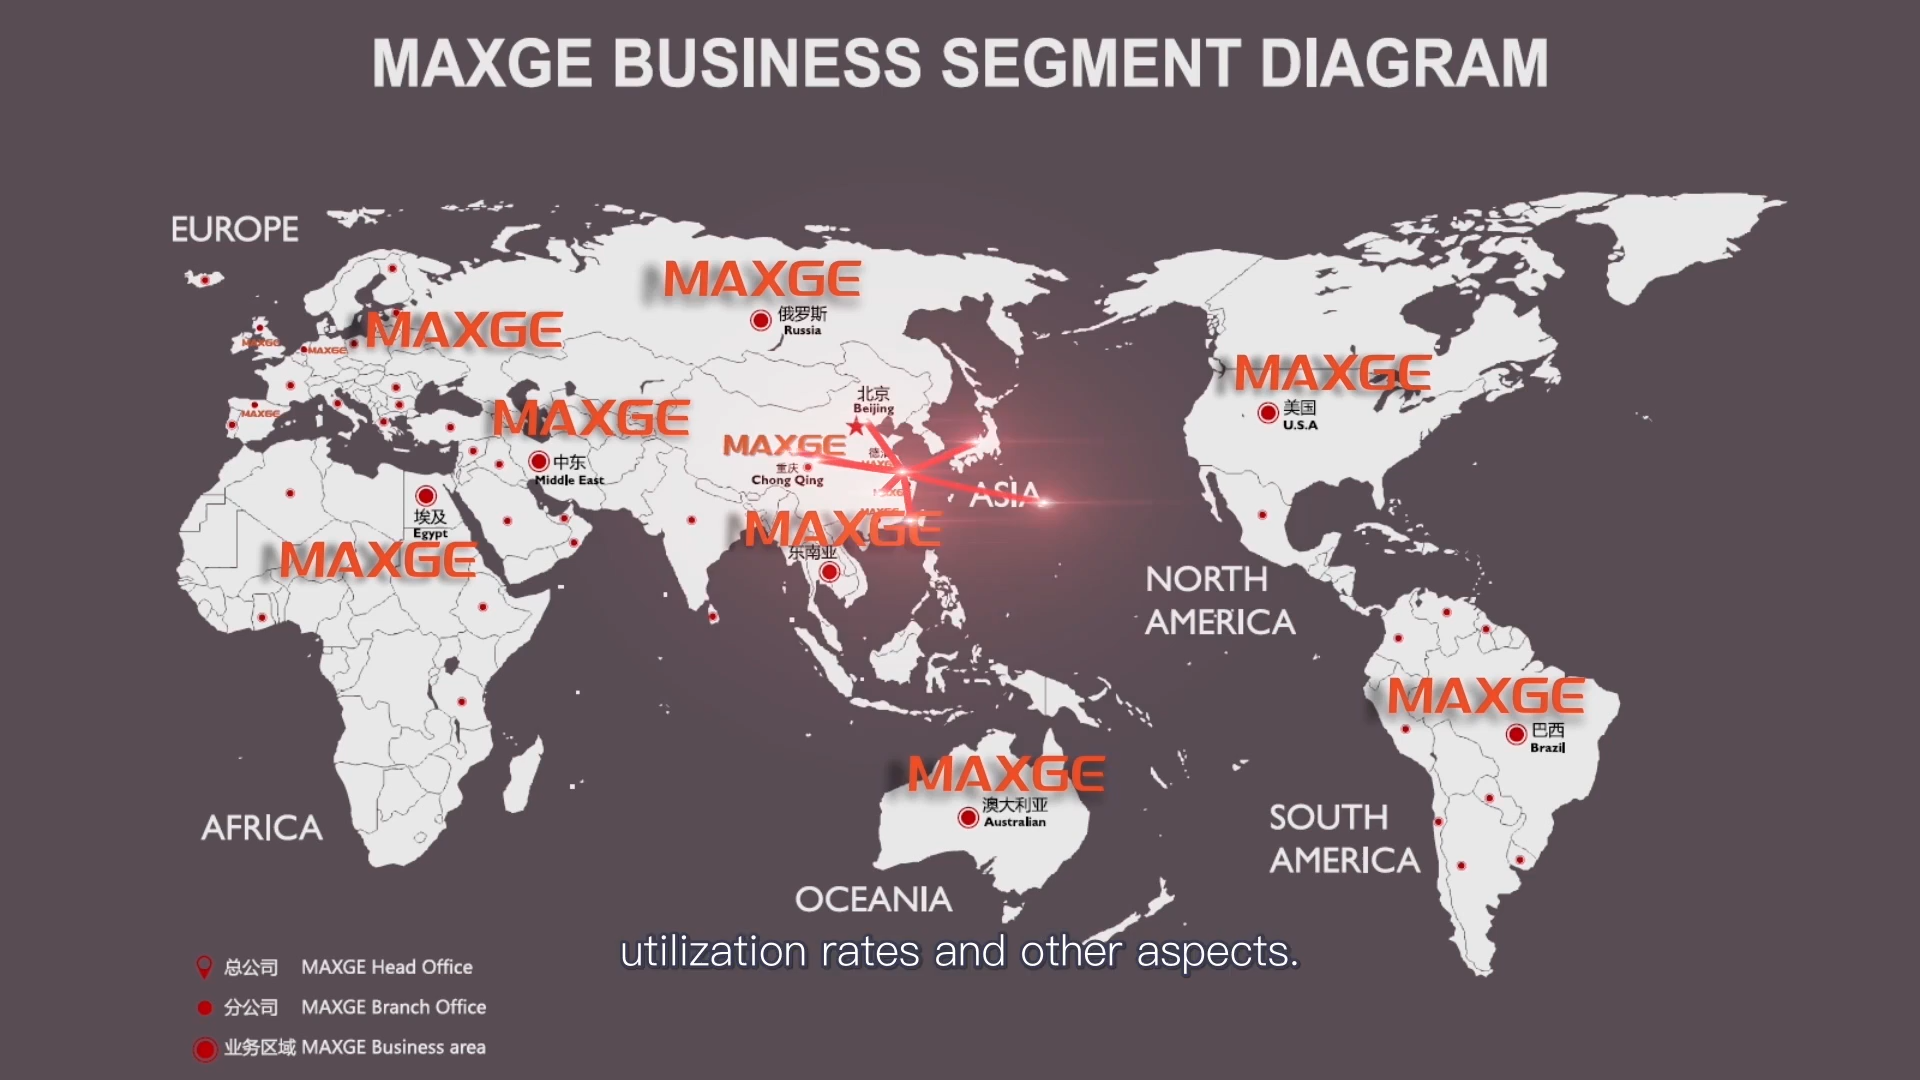 MAXGE BUSINESS SEGMENT DIAGRAM
EUROPE
MAXGE
俄罗斯
Russia
MAXGE
MAXGE
MAXGE
MAXGE
MAXGE
美国
U.S.A
北京
Beijing
MAXGE
中东
Middle East
MAXGE
重庆
Chong Qing
ASIA
埃及
Egypt
MAXGE
MAXGE
东南亚
NORTH
AMERICA
MAXGE
巴西
Brazil
MAXGE
澳大利亚
Australian
AFRICA
SOUTH
AMERICA
OCEANIA
utilization rates and other aspects.
总公司 MAXGE Head Office
分公司 MAXGE Branch Office
业务区域 MAXGE Business area